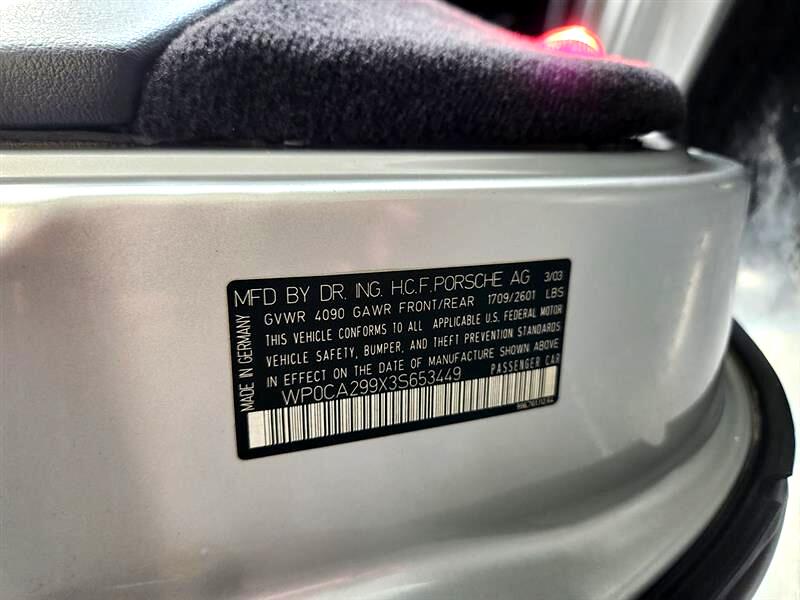 MFD BY DR. ING. H.C.F. PORSCHE AG 3/03
GVWR 4090 GAWR FRONT/REAR 1709/2601 LBS
THIS VEHICLE CONFORMS TO ALL APPLICABLE U.S. FEDERAL MOTOR
VEHICLE SAFETY, BUMPER, AND THEFT PREVENTION STANDARDS
IN EFFECT ON THE DATE OF MANUFACTURE SHOWN ABOVE
WP0CA299X3S653449 PASSENGER CAR
MADE IN GERMANY